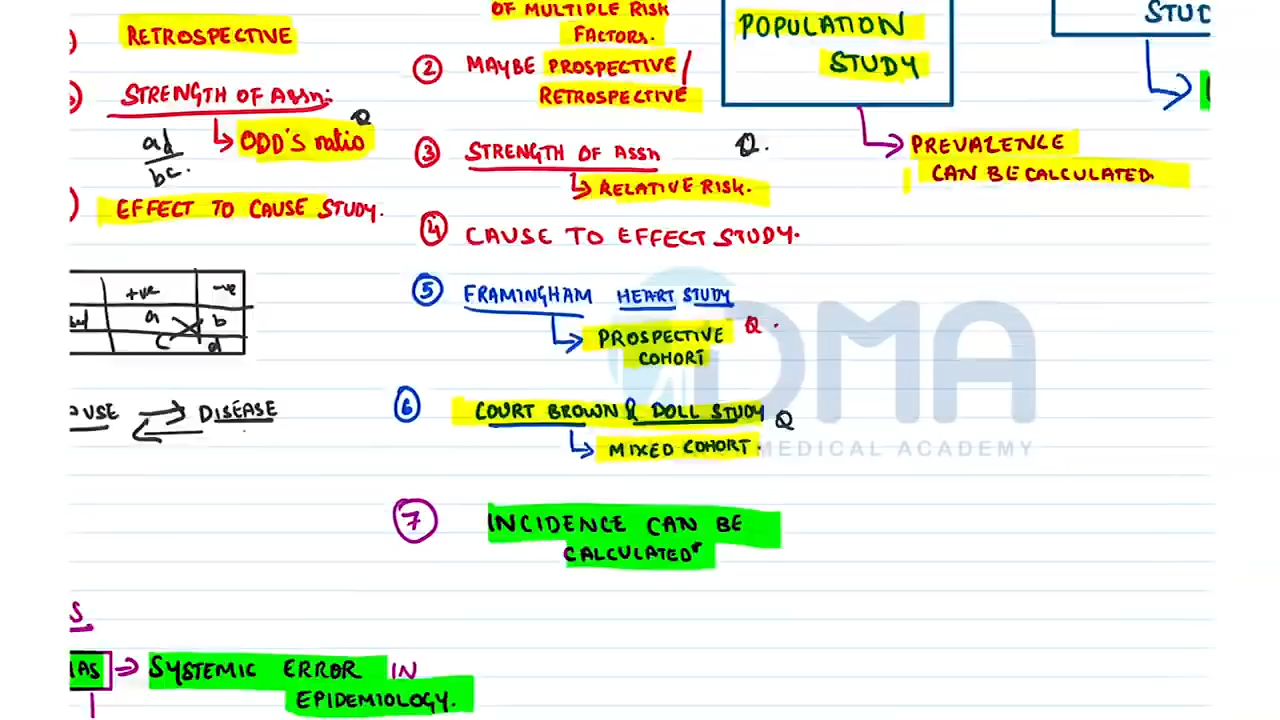 RETROSPECTIVE
STRENGTH OF ASSN:
ODD'S ratio Q
ad
bc.
EFFECT TO CAUSE STUDY.
+ve -ve
a b
c d
DISEASE
OF MULTIPLE RISK
FACTORS.
② MAYBE PROSPECTIVE/
RETROSPECTIVE
③ STRENGTH OF ASSN Q.
RELATIVE RISK.
④ CAUSE TO EFFECT STUDY.
⑤ FRAMINGHAM HEART STUDY
PROSPECTIVE Q.
COHORT
⑥ COURT BROWN & DOLL STUDY Q
MIXED COHORT.
⑦ INCIDENCE CAN BE
CALCULATED*
POPULATION
STUDY
PREVALENCE
CAN BE CALCULATED.
DMA
MEDICAL ACADEMY
SYSTEMIC ERROR IN
EPIDEMIOLOGY.